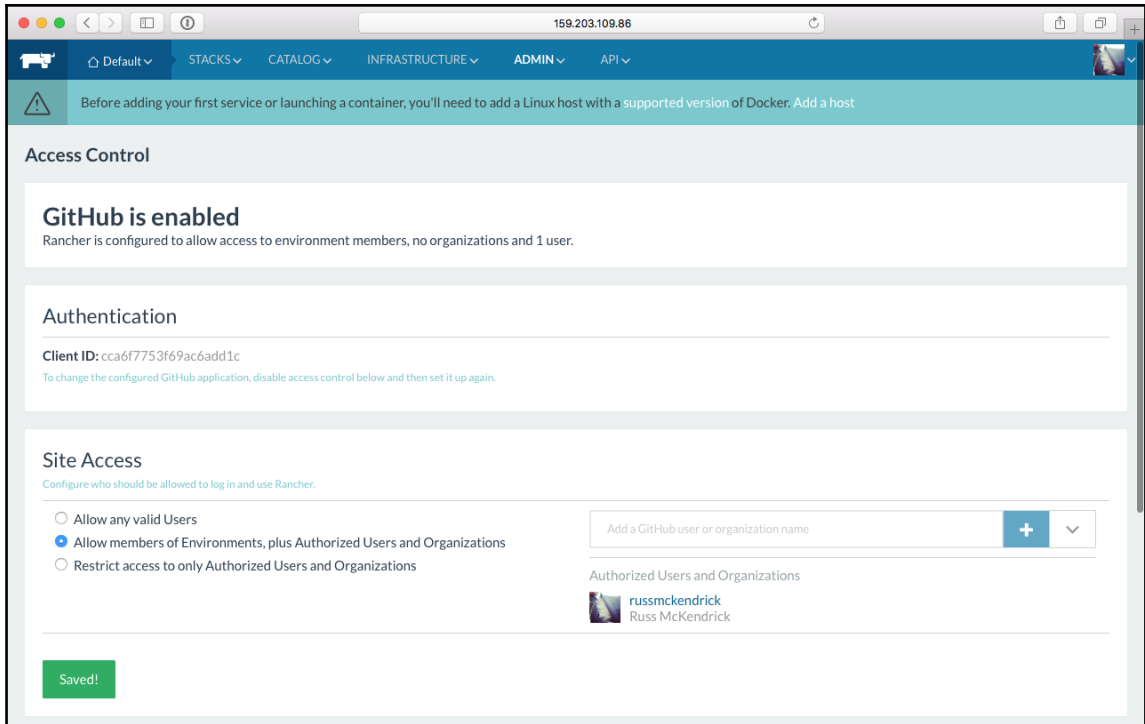 159.203.109.86
Default STACKS CATALOG INFRASTRUCTURE ADMIN API
Before adding your first service or launching a container, you'll need to add a Linux host with a supported version of Docker. Add a host
Access Control
GitHub is enabled
Rancher is configured to allow access to environment members, no organizations and 1 user.
Authentication
Client ID: cca6f7753f69ac6add1c
To change the configured GitHub application, disable access control below and then set it up again.
Site Access
Configure who should be allowed to log in and use Rancher.
Allow any valid Users
Allow members of Environments, plus Authorized Users and Organizations
Restrict access to only Authorized Users and Organizations
Add a GitHub user or organization name
Authorized Users and Organizations
russmckendrick
Russ McKendrick
Saved!